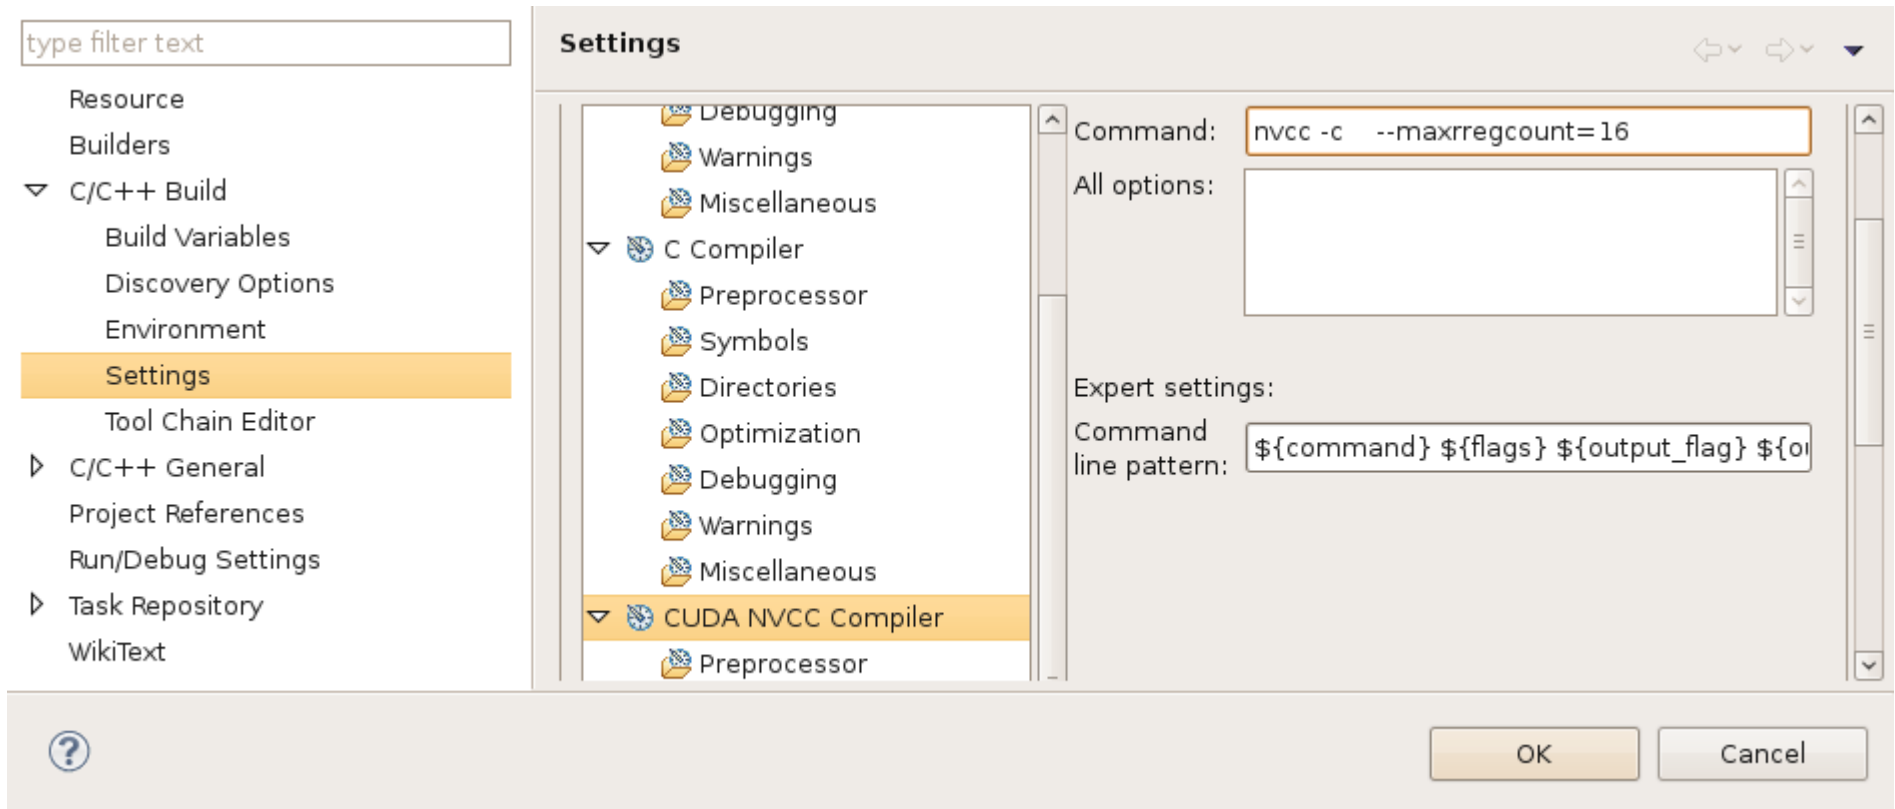 type filter text
Resource
Builders
C/C++ Build
Build Variables
Discovery Options
Environment
Settings
Tool Chain Editor
C/C++ General
Project References
Run/Debug Settings
Task Repository
WikiText
Settings
Debugging
Warnings
Miscellaneous
C Compiler
Preprocessor
Symbols
Directories
Optimization
Debugging
Warnings
Miscellaneous
CUDA NVCC Compiler
Preprocessor
Command: nvcc -c    --maxrregcount=16
All options:
Expert settings:
Command
line pattern: ${command} ${flags} ${output_flag} ${ou
OK Cancel